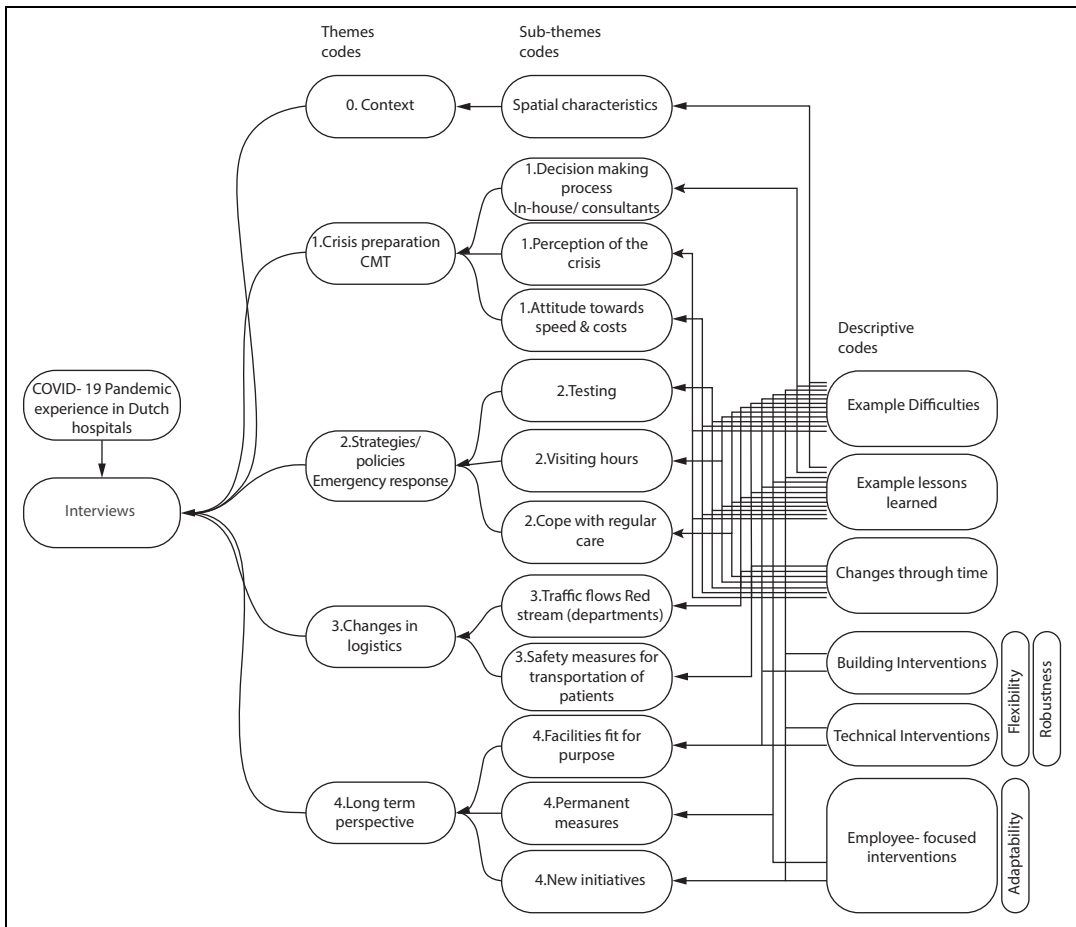 Themes
codes
Sub-themes
codes
0. Context
Spatial characteristics
1.Decision making
process
In-house/ consultants
1.Crisis preparation
CMT
1.Perception of the
crisis
1.Attitude towards
speed & costs
Descriptive
codes
COVID- 19 Pandemic
experience in Dutch
hospitals
2.Testing
Example Difficulties
2.Strategies/
policies
Emergency response
2.Visiting hours
Interviews
Example lessons
learned
2.Cope with regular
care
Changes through time
3.Traffic flows Red
stream (departments)
3.Changes in
logistics
3.Safety measures for
transportation of
patients
Building Interventions
Flexibility
Robustness
4.Facilities fit for
purpose
Technical Interventions
4.Long term
perspective
4.Permanent
measures
Employee- focused
interventions
Adaptability
4.New initiatives